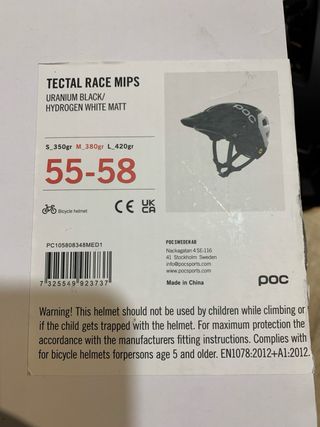 TECTAL RACE MIPS
URANIUM BLACK/
HYDROGEN WHITE MATT
S_350gr M_380gr L_420gr
55-58
Bicycle helmet
CE UK CA
PC105808348MED1
7 325549 923737
POC SWEDEN AB
Nackagatan 4 SE-116
41 Stockholm Sweden
info@pocsports.com
www.pocsports.com
Made in China
poc
poc
Warning! This helmet should not be used by children while climbing or
if the child gets trapped with the helmet. For maximum protection the
accordance with the manufacturers fitting instructions. Complies with
for bicycle helmets forpersons age 5 and older. EN1078:2012+A1:2012.